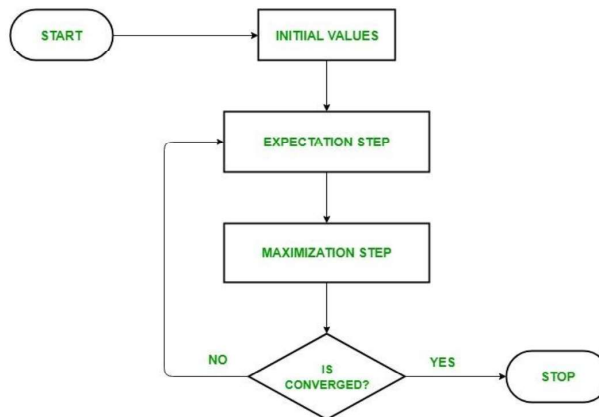 START
INITIIAL VALUES
EXPECTATION STEP
MAXIMIZATION STEP
IS
CONVERGED?
NO
YES
STOP